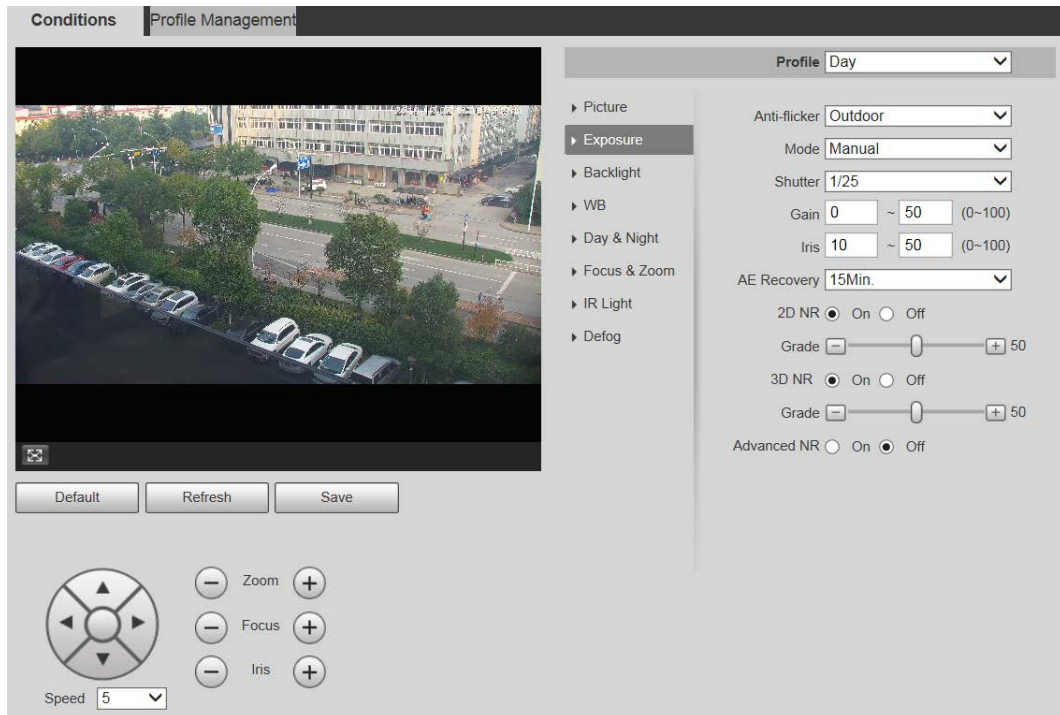 Conditions
Profile Management
Profile Day
Picture
Exposure
Backlight
WB
Day & Night
Focus & Zoom
IR Light
Defog
Anti-flicker Outdoor
Mode Manual
Shutter 1/25
Gain 0 ~ 50 (0~100)
Iris 10 ~ 50 (0~100)
AE Recovery 15Min.
2D NR On Off
Grade 50
3D NR On Off
Grade 50
Advanced NR On Off
Default
Refresh
Save
Zoom
Focus
Iris
Speed 5